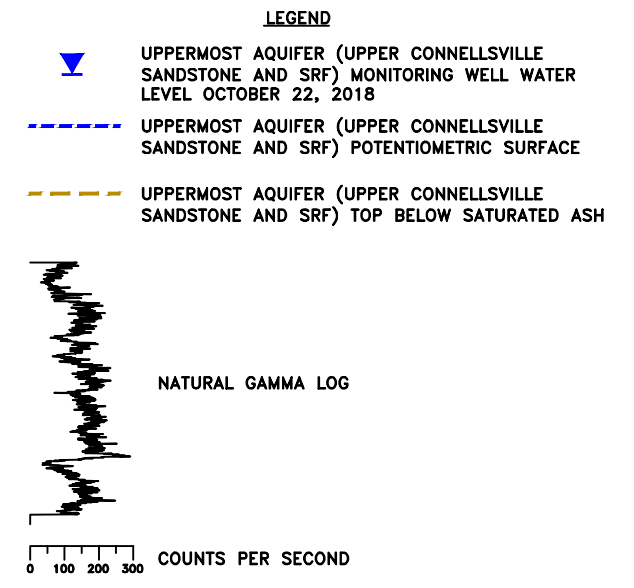 LEGEND
UPPERMOST AQUIFER (UPPER CONNELLSVILLE
SANDSTONE AND SRF) MONITORING WELL WATER
LEVEL OCTOBER 22, 2018
UPPERMOST AQUIFER (UPPER CONNELLSVILLE
SANDSTONE AND SRF) POTENTIOMETRIC SURFACE
UPPERMOST AQUIFER (UPPER CONNELLSVILLE
SANDSTONE AND SRF) TOP BELOW SATURATED ASH
NATURAL GAMMA LOG
COUNTS PER SECOND
0 100 200 300